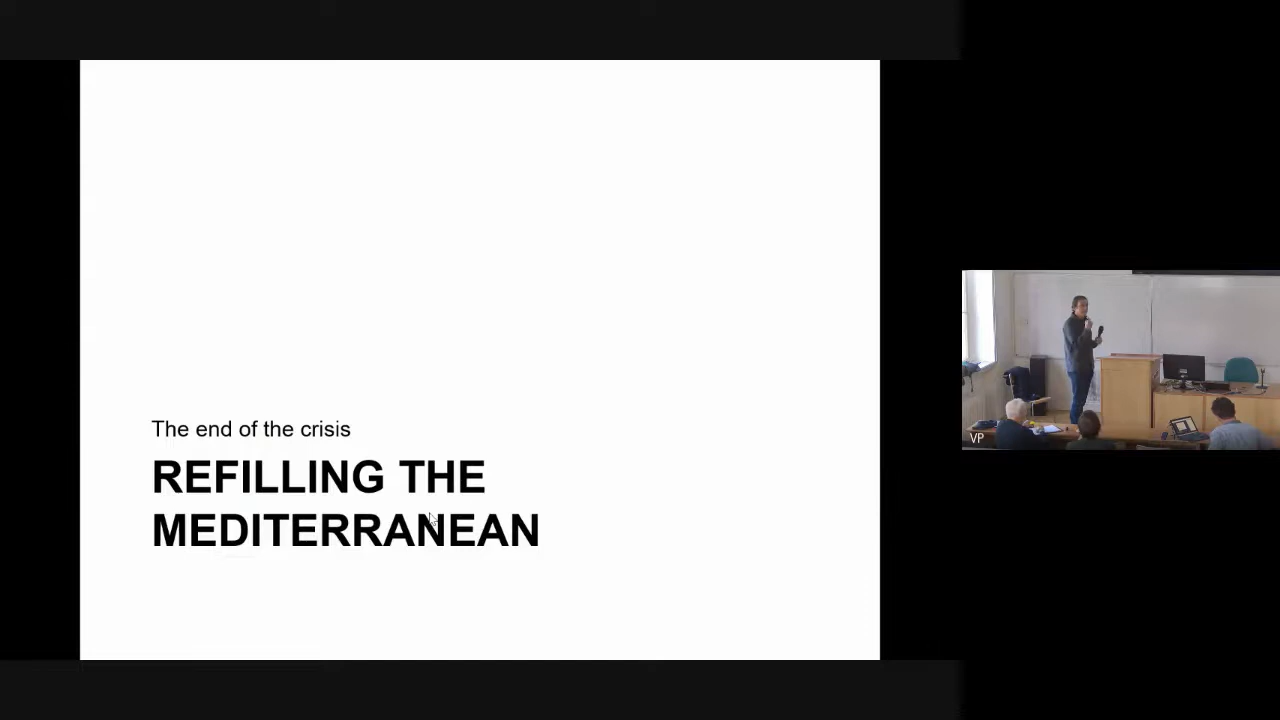 The end of the crisis
REFILLING THE
MEDITERRANEAN
VP